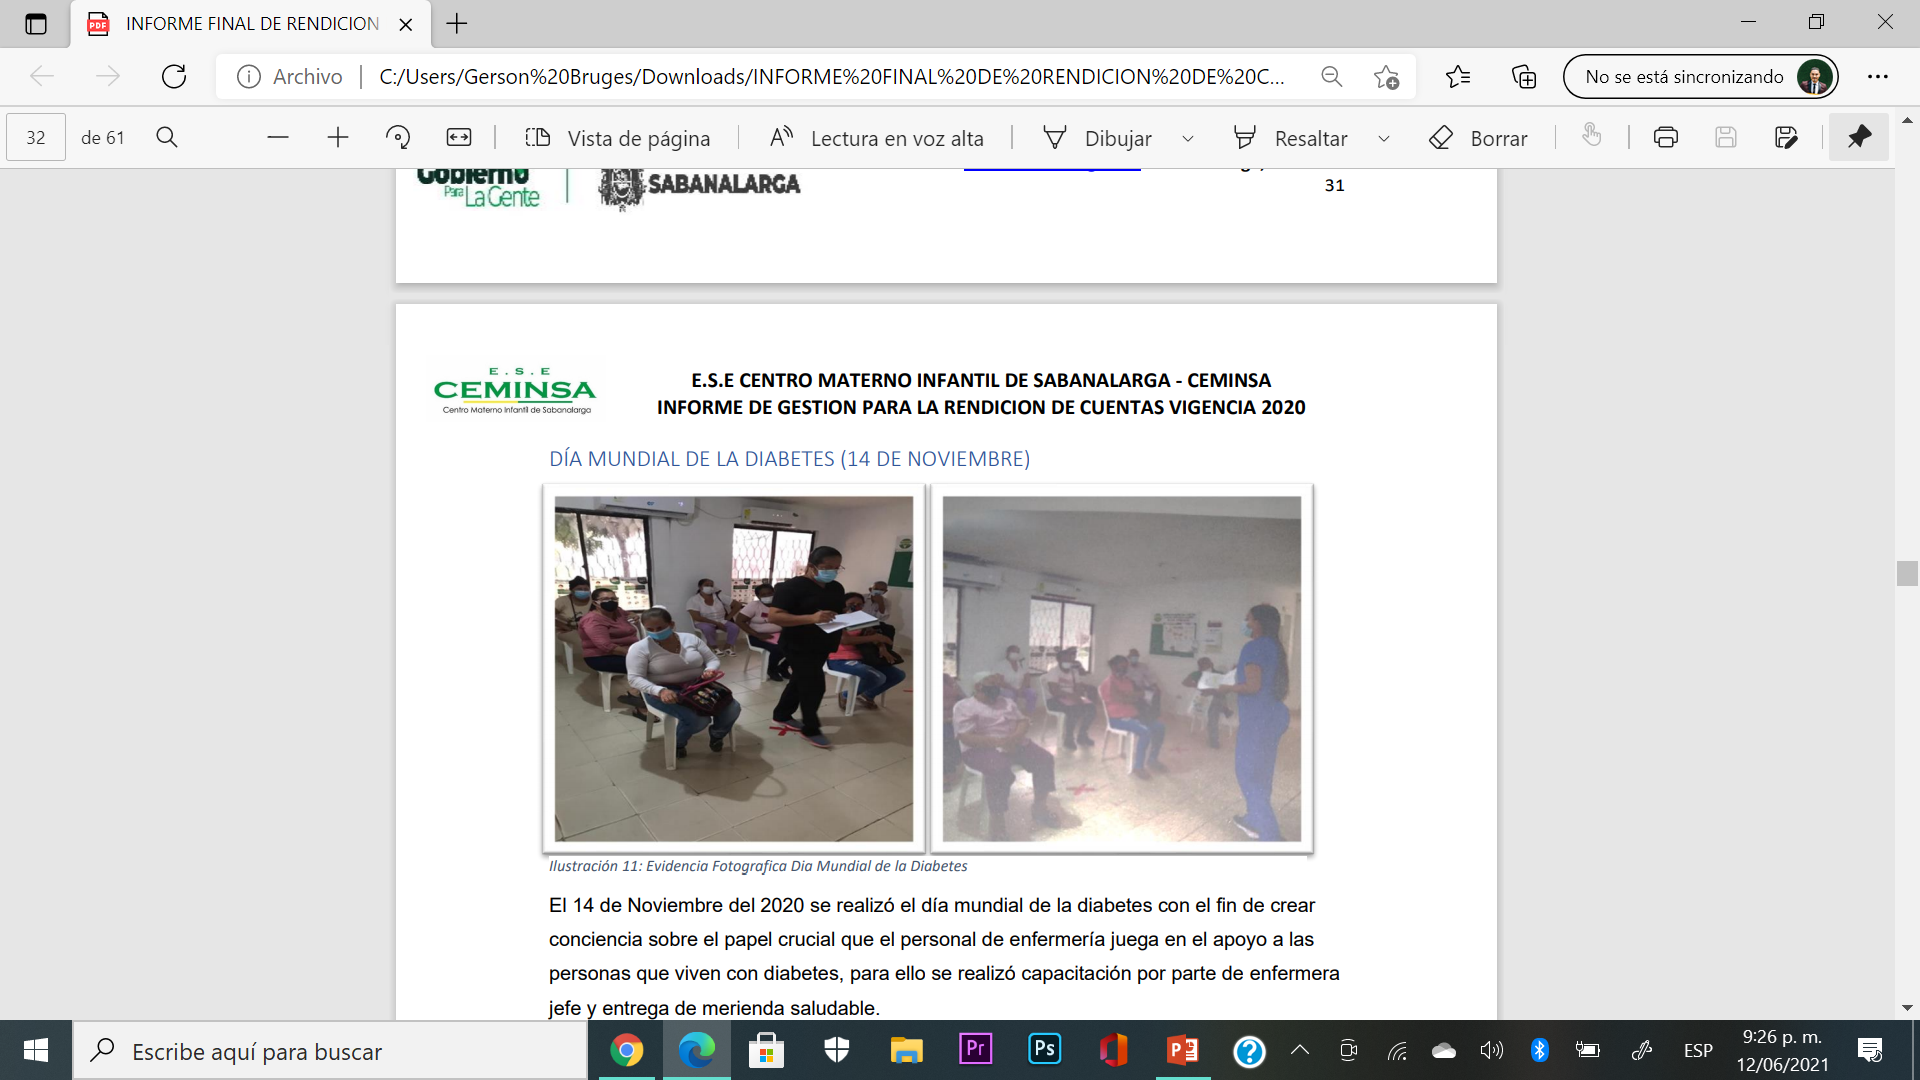 INFORME FINAL DE RENDICION
Archivo
C:/Users/Gerson%20Bruges/Downloads/INFORME%20FINAL%20DE%20RENDICION%20DE%20C...
No se está sincronizando
32 de 61
Vista de página
Lectura en voz alta
Dibujar
Resaltar
Borrar
Gobierno
Para La Gente
SABANALARGA
31
E.S.E
CEMINSA
Centro Materno Infantil de Sabanalarga
E.S.E CENTRO MATERNO INFANTIL DE SABANALARGA - CEMINSA
INFORME DE GESTION PARA LA RENDICION DE CUENTAS VIGENCIA 2020
DÍA MUNDIAL DE LA DIABETES (14 DE NOVIEMBRE)
Ilustración 11: Evidencia Fotografica Dia Mundial de la Diabetes
El 14 de Noviembre del 2020 se realizó el día mundial de la diabetes con el fin de crear
conciencia sobre el papel crucial que el personal de enfermería juega en el apoyo a las
personas que viven con diabetes, para ello se realizó capacitación por parte de enfermera
jefe y entrega de merienda saludable.
Escribe aquí para buscar
Pr
Ps
ESP
9:26 p. m.
12/06/2021